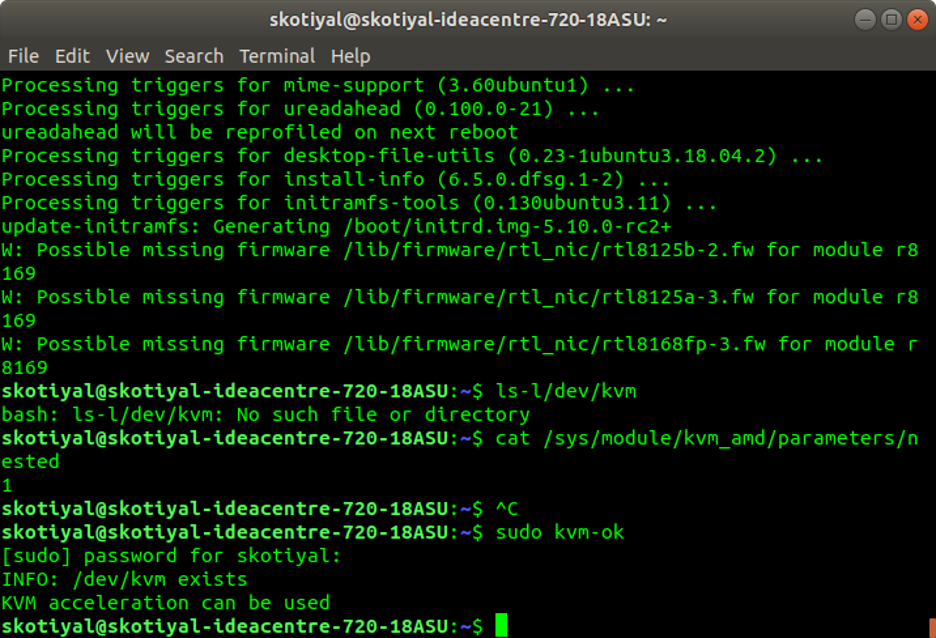 skotiyal@skotiyal-ideacentre-720-18ASU: ~
File Edit View Search Terminal Help
Processing triggers for mime-support (3.60ubuntu1) ...
Processing triggers for ureadahead (0.100.0-21) ...
ureadahead will be reprofiled on next reboot
Processing triggers for desktop-file-utils (0.23-1ubuntu3.18.04.2) ...
Processing triggers for install-info (6.5.0.dfsg.1-2) ...
Processing triggers for initramfs-tools (0.130ubuntu3.11) ...
update-initramfs: Generating /boot/initrd.img-5.10.0-rc2+
W: Possible missing firmware /lib/firmware/rtl_nic/rtl8125b-2.fw for module r8
169
W: Possible missing firmware /lib/firmware/rtl_nic/rtl8125a-3.fw for module r8
169
W: Possible missing firmware /lib/firmware/rtl_nic/rtl8168fp-3.fw for module r
8169
skotiyal@skotiyal-ideacentre-720-18ASU:~$ ls-l/dev/kvm
bash: ls-l/dev/kvm: No such file or directory
skotiyal@skotiyal-ideacentre-720-18ASU:~$ cat /sys/module/kvm_amd/parameters/n
ested
1
skotiyal@skotiyal-ideacentre-720-18ASU:~$ ^C
skotiyal@skotiyal-ideacentre-720-18ASU:~$ sudo kvm-ok
[sudo] password for skotiyal:
INFO: /dev/kvm exists
KVM acceleration can be used
skotiyal@skotiyal-ideacentre-720-18ASU:~$